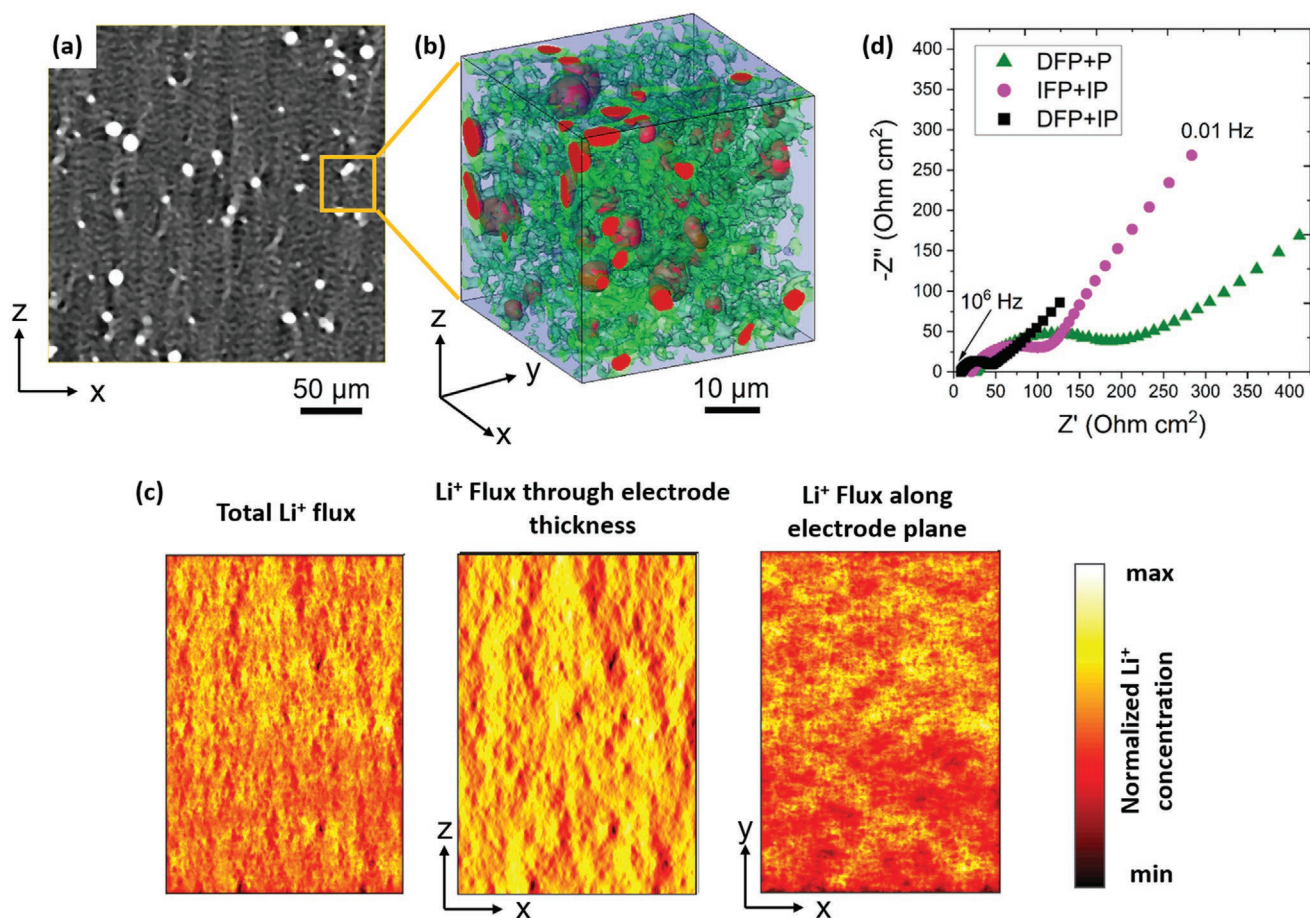 (a)
z
x
50 µm
(b)
z
y
x
10 µm
(d)
DFP+P
IFP+IP
DFP+IP
0.01 Hz
10⁶ Hz
-Z'' (Ohm cm²)
400
350
300
250
200
150
100
50
0
0 50 100 150 200 250 300 350 400
Z' (Ohm cm²)
(c)
Total Li⁺ flux
Li⁺ Flux through electrode
thickness
Li⁺ Flux along
electrode plane
z
x
y
x
max
Normalized Li⁺
concentration
min